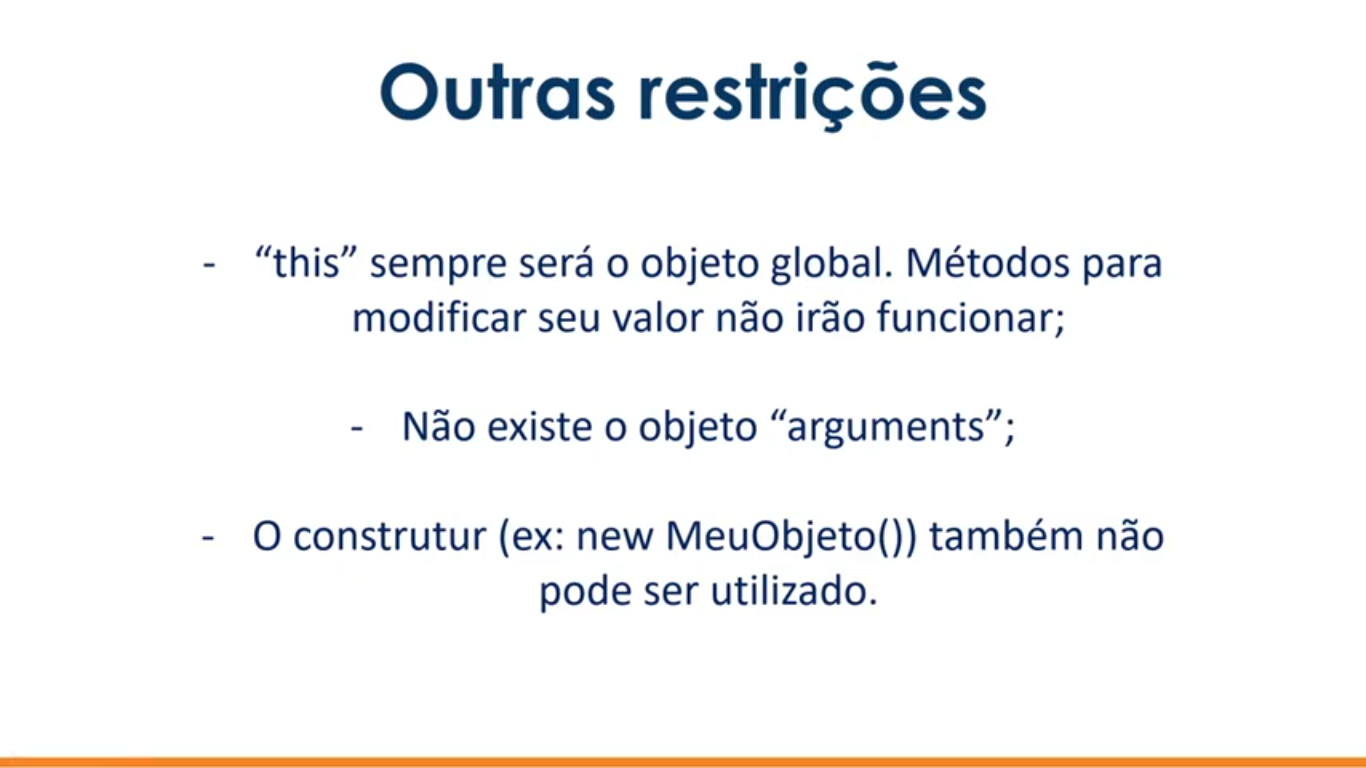 Outras restrições
- “this” sempre será o objeto global. Métodos para
modificar seu valor não irão funcionar;
- Não existe o objeto “arguments”;
- O construtur (ex: new MeuObjeto()) também não
pode ser utilizado.